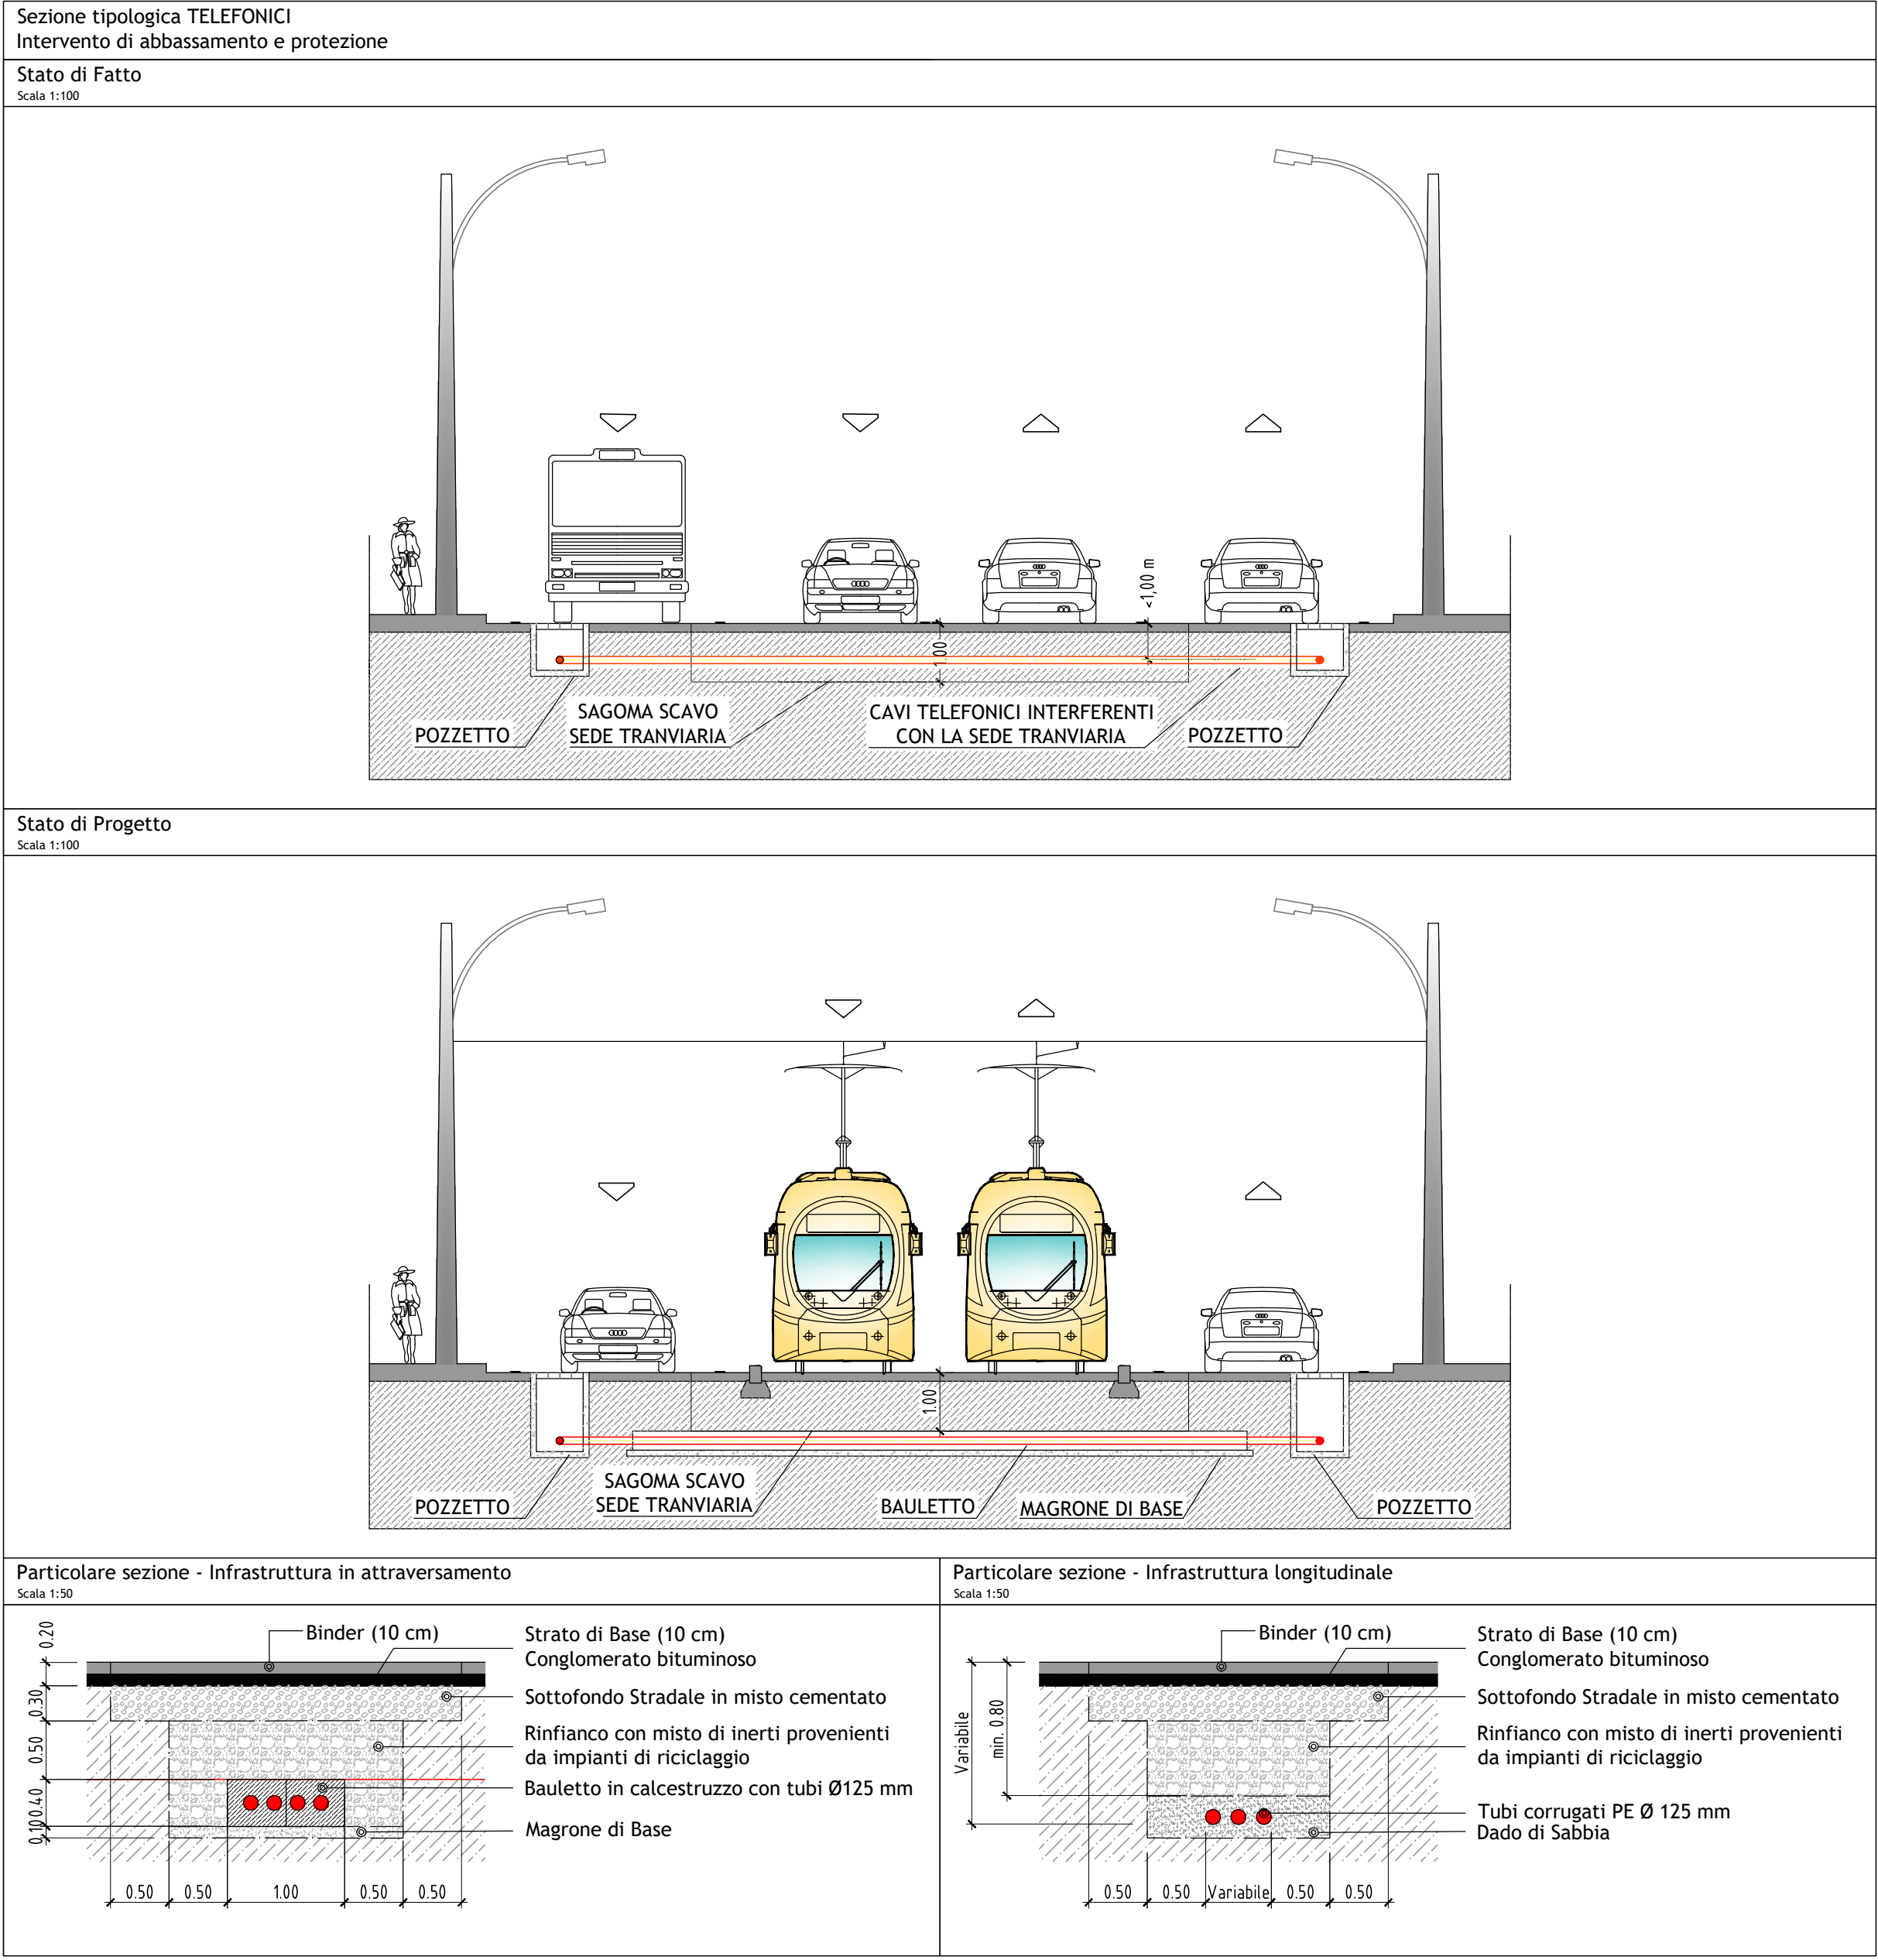 Sezione tipologica TELEFONICI
Intervento di abbassamento e protezione
Stato di Fatto
Scala 1:100
<1,00 m
1.00
POZZETTO
SAGOMA SCAVO
SEDE TRANVIARIA
CAVI TELEFONICI INTERFERENTI
CON LA SEDE TRANVIARIA
POZZETTO
Stato di Progetto
Scala 1:100
1.00
POZZETTO
SAGOMA SCAVO
SEDE TRANVIARIA
BAULETTO
MAGRONE DI BASE
POZZETTO
Particolare sezione - Infrastruttura in attraversamento
Scala 1:50
0.20
0.30
0.50
0.40
0.10
Binder (10 cm)
Strato di Base (10 cm)
Conglomerato bituminoso
Sottofondo Stradale in misto cementato
Rinfianco con misto di inerti provenienti
da impianti di riciclaggio
Bauletto in calcestruzzo con tubi Ø125 mm
Magrone di Base
0.50 0.50 1.00 0.50 0.50
Particolare sezione - Infrastruttura longitudinale
Scala 1:50
Variabile
min. 0.80
Binder (10 cm)
Strato di Base (10 cm)
Conglomerato bituminoso
Sottofondo Stradale in misto cementato
Rinfianco con misto di inerti provenienti
da impianti di riciclaggio
Tubi corrugati PE Ø 125 mm
Dado di Sabbia
0.50 0.50 Variabile 0.50 0.50